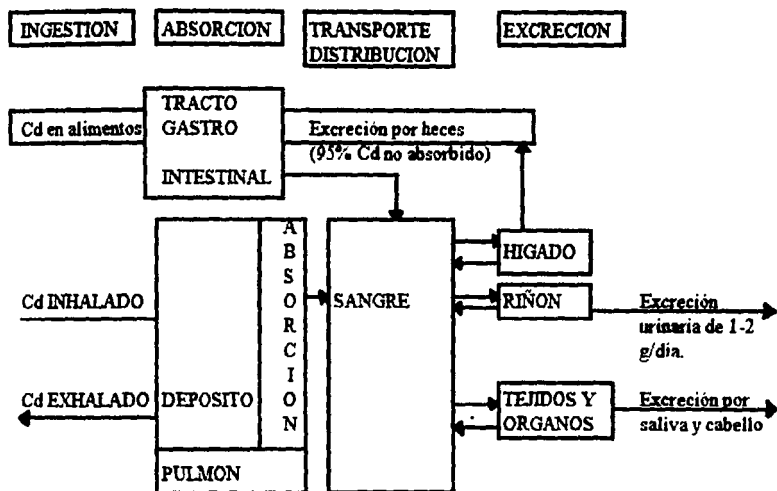 INGESTION
ABSORCION
TRANSPORTE
DISTRIBUCION
EXCRECION
Cd en alimentos
TRACTO
GASTRO
INTESTINAL
Excreción por heces
(95% Cd no absorbido)
Cd INHALADO
Cd EXHALADO
DEPOSITO
ABSORCION
PULMON
SANGRE
HIGADO
RIÑON
Excreción
urinaria de 1-2
g/dia.
TEJIDOS Y
ORGANOS
Excreción por
saliva y cabello